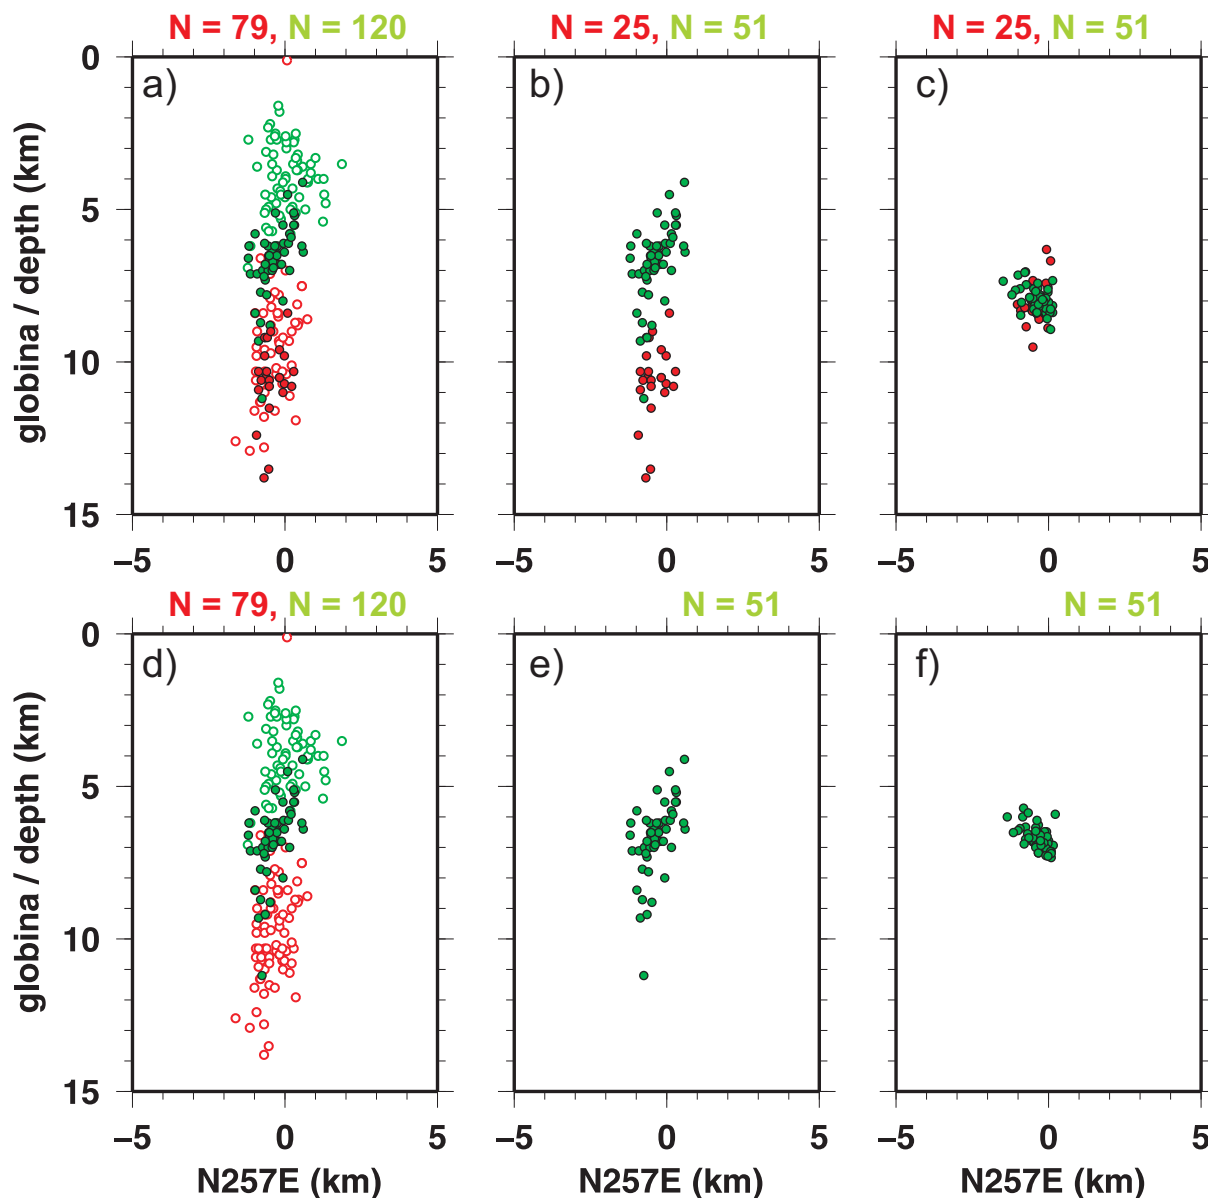 N = 79, N = 120
N = 25, N = 51
N = 25, N = 51
globina / depth (km)
0
5
10
15
a)
b)
c)
–5 0 5
–5 0 5
–5 0 5
N = 79, N = 120
N = 51
N = 51
globina / depth (km)
0
5
10
15
d)
e)
f)
–5 0 5
–5 0 5
–5 0 5
N257E (km)
N257E (km)
N257E (km)